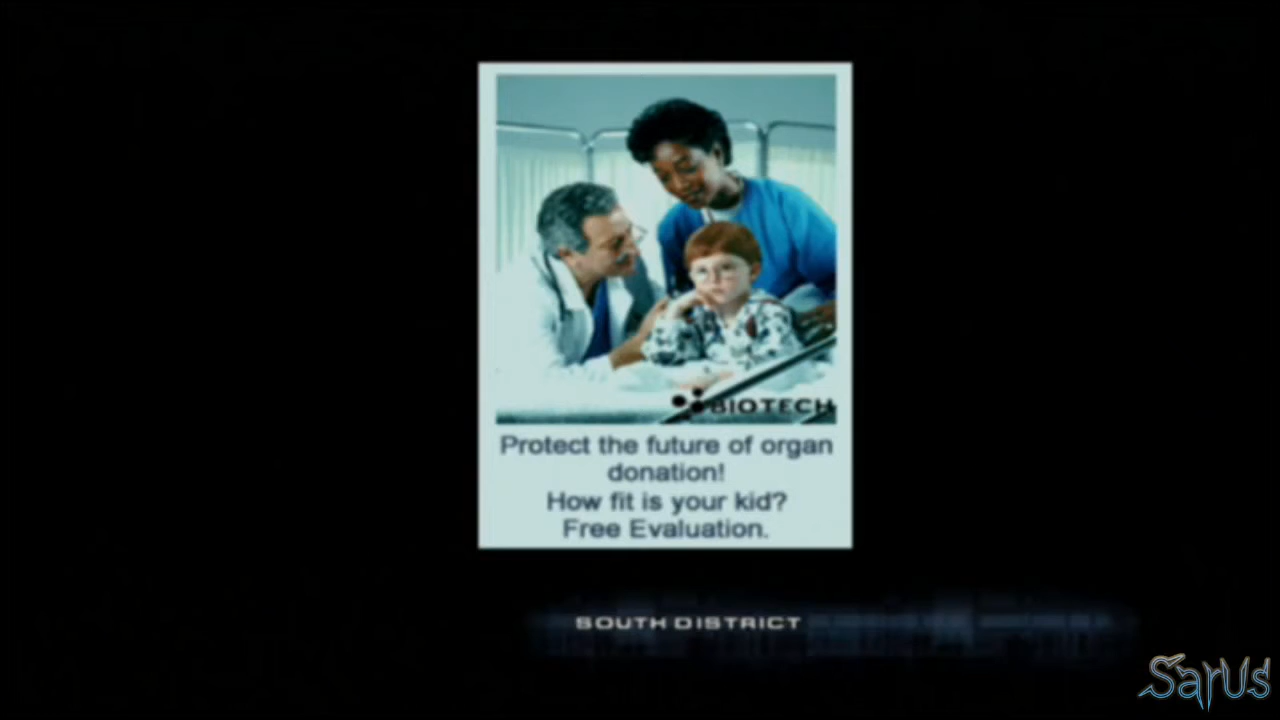 BIOTECH
Protect the future of organ
donation!
How fit is your kid?
Free Evaluation.
SOUTH DISTRICT
SarUs